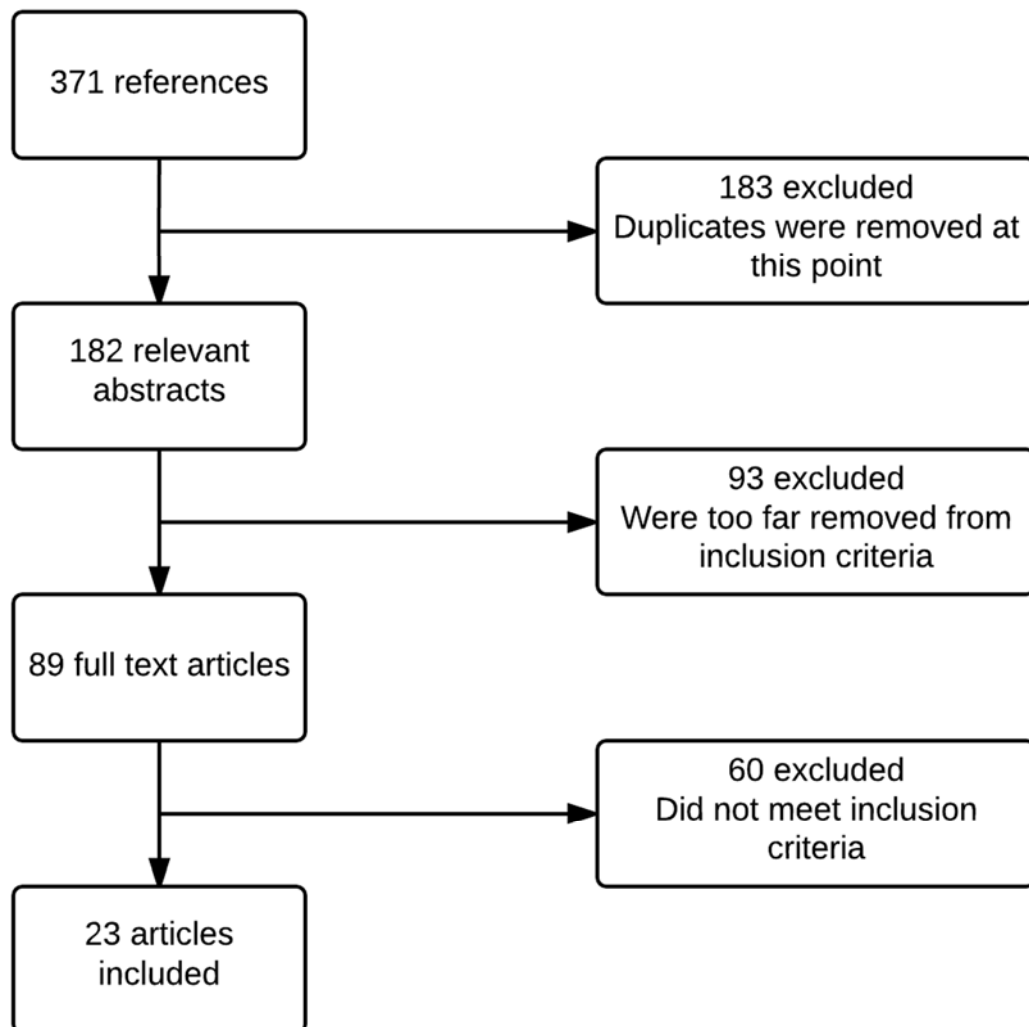 371 references
183 excluded
Duplicates were removed at
this point
182 relevant
abstracts
93 excluded
Were too far removed from
inclusion criteria
89 full text articles
60 excluded
Did not meet inclusion
criteria
23 articles
included